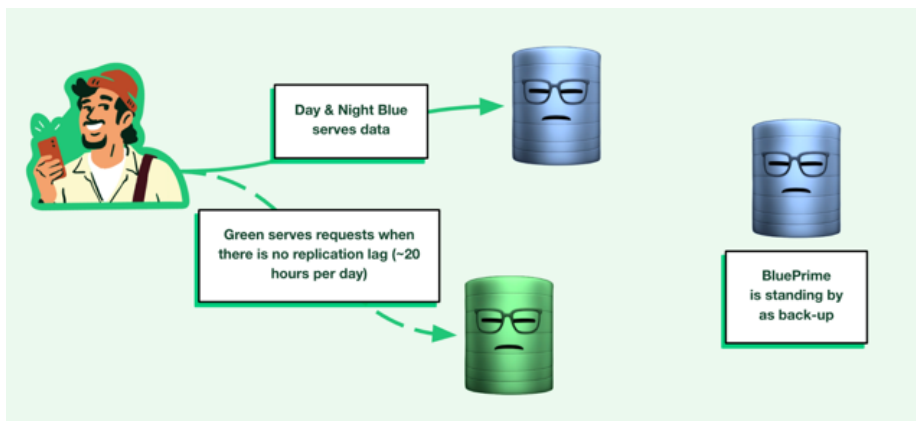 Day & Night Blue
serves data
Green serves requests when
there is no replication lag (~20
hours per day)
BluePrime
is standing by
as back-up